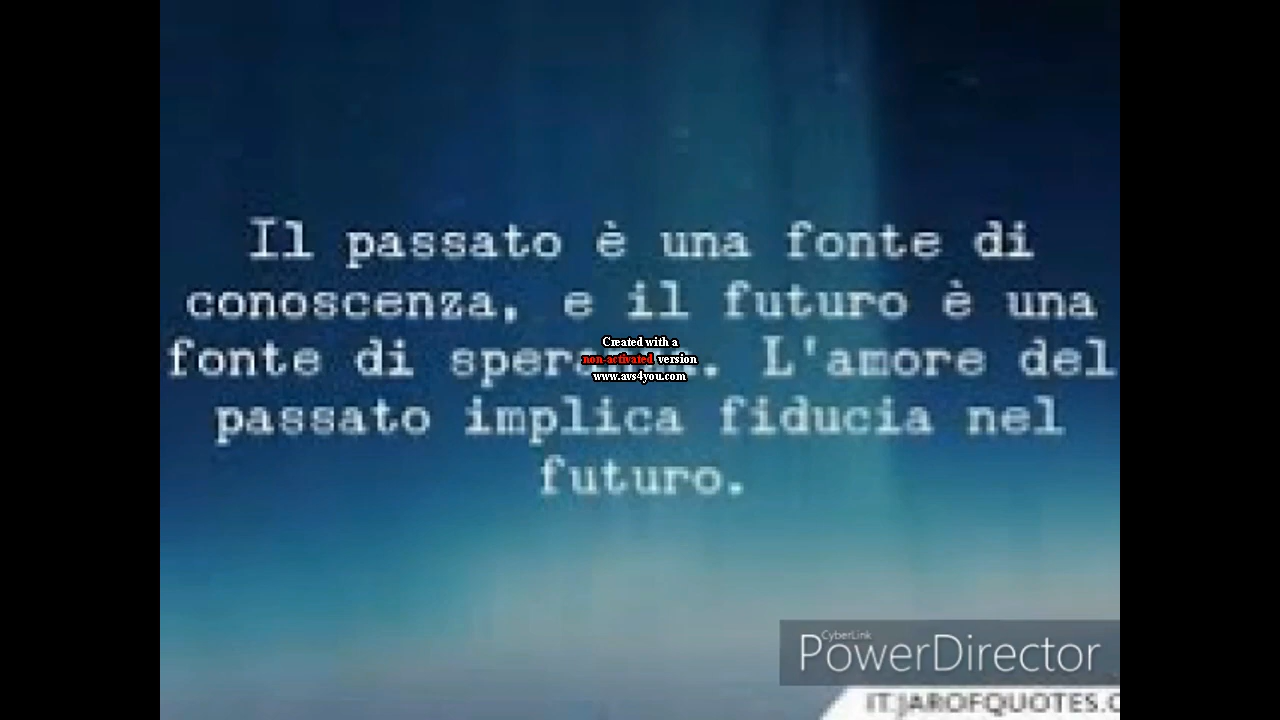 Il passato è una fonte di
conoscenza, e il futuro è una
fonte di speranza. L'amore del
passato implica fiducia nel
futuro.
Created with a
non-activated version
www.avs4you.com
CyberLink
PowerDirector
IT.JAROFQUOTES.C